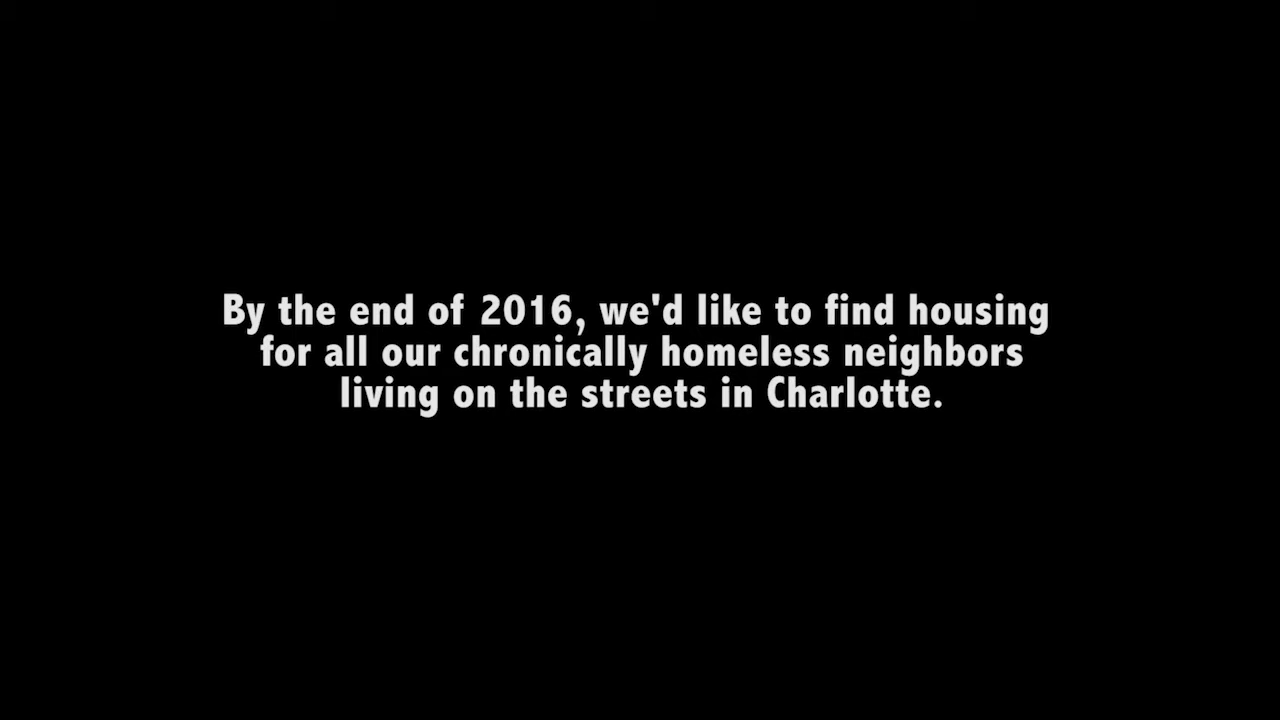 By the end of 2016, we'd like to find housing
for all our chronically homeless neighbors
living on the streets in Charlotte.